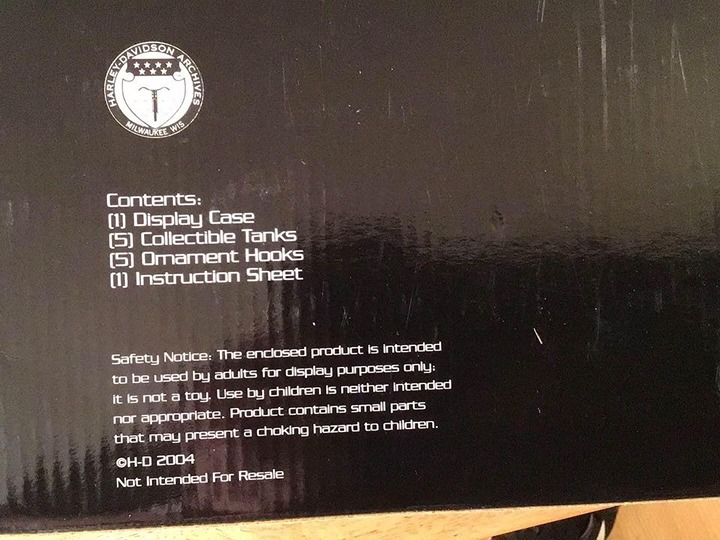 HARLEY-DAVIDSON ARCHIVES
MILWAUKEE WIS
Contents:
(1) Display Case
(5) Collectible Tanks
(5) Ornament Hooks
(1) Instruction Sheet
Safety Notice: The enclosed product is intended
to be used by adults for display purposes only;
it is not a toy. Use by children is neither intended
nor appropriate. Product contains small parts
that may present a choking hazard to children.
©H-D 2004
Not Intended For Resale